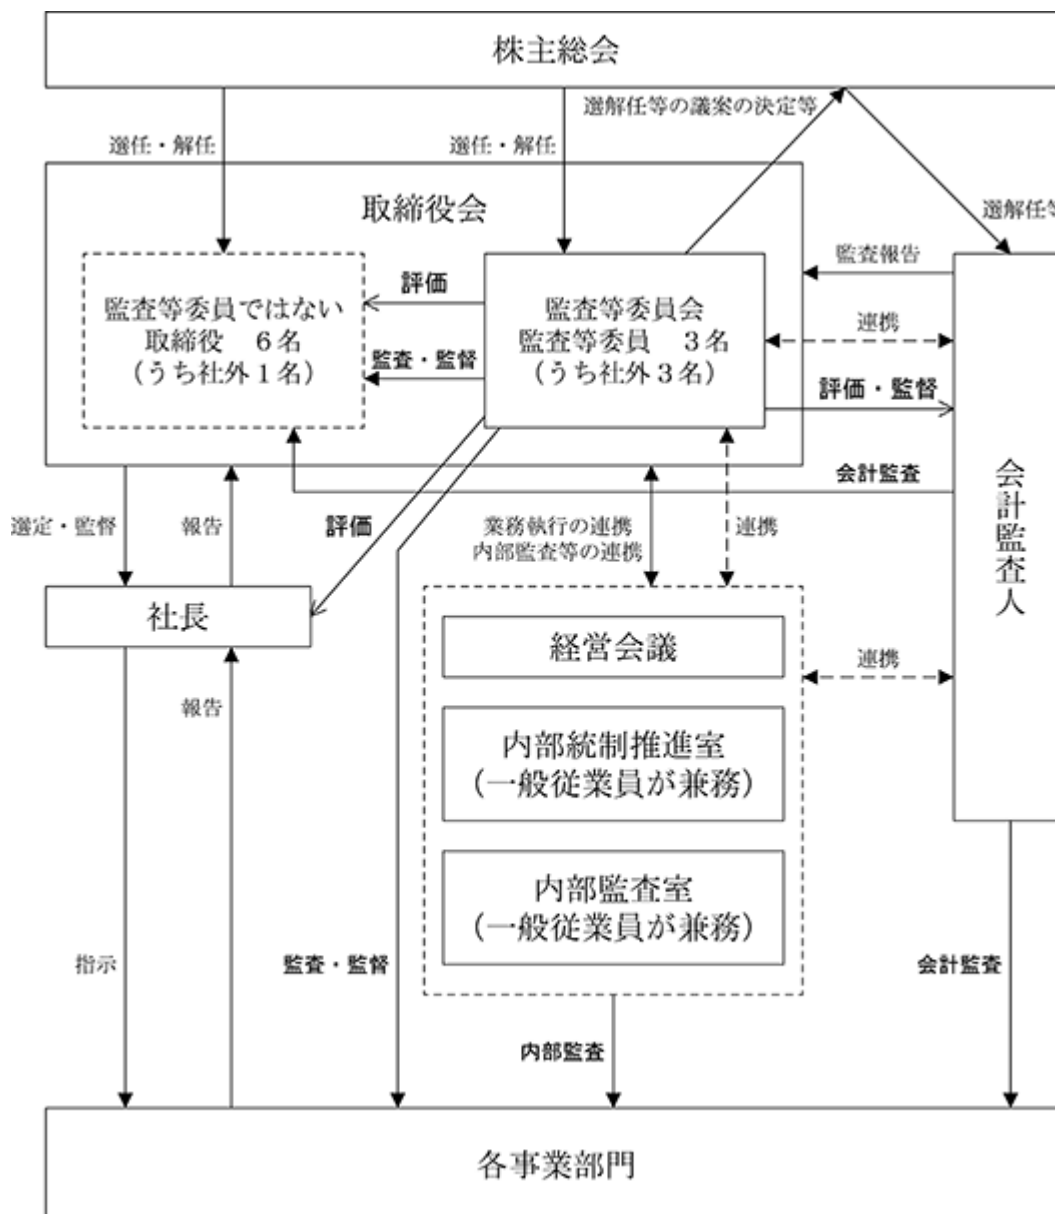 株主総会
選解任等の議案の決定等
選任・解任
選任・解任
取締役会
選解任等
監査報告
評価
監査等委員ではない
取締役　６名
（うち社外１名）
監査等委員会
監査等委員　３名
（うち社外３名）
連携
監査・監督
評価・監督
会計監査
会計監査人
選定・監督
報告
評価
業務執行の連携
内部監査等の連携
連携
社長
経営会議
連携
報告
内部統制推進室
（一般従業員が兼務）
内部監査室
（一般従業員が兼務）
指示
監査・監督
会計監査
内部監査
各事業部門